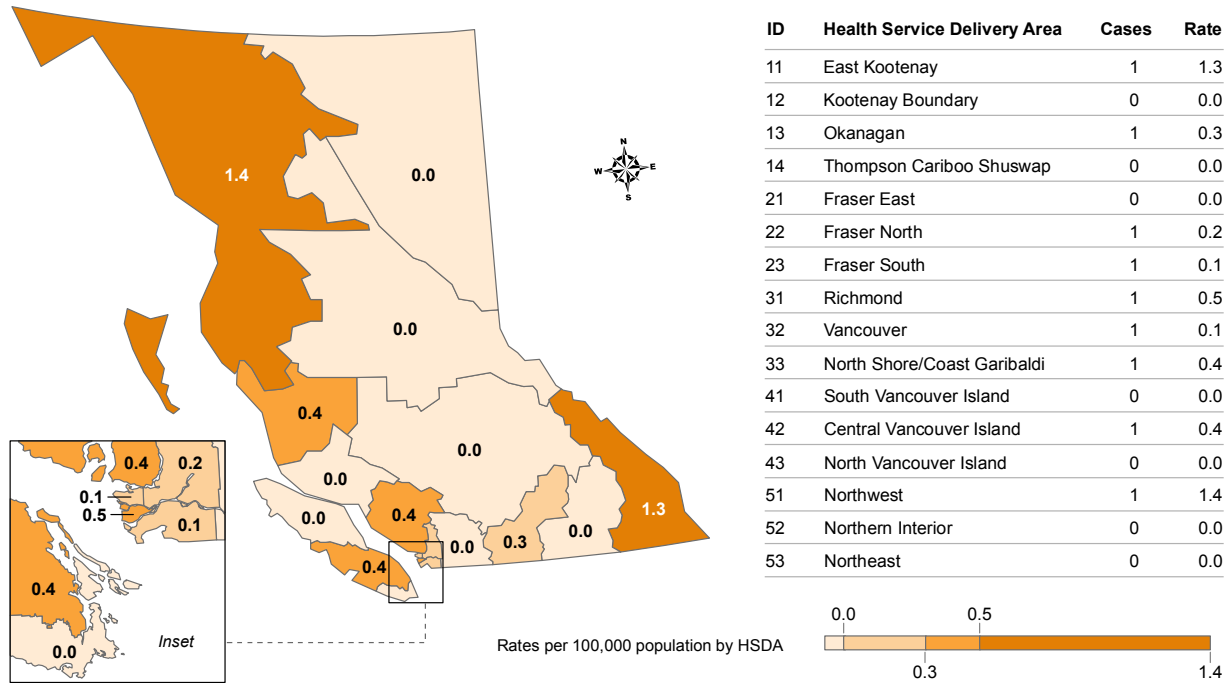 ID Health Service Delivery Area Cases Rate
11 East Kootenay 1 1.3
12 Kootenay Boundary 0 0.0
13 Okanagan 1 0.3
14 Thompson Cariboo Shuswap 0 0.0
21 Fraser East 0 0.0
22 Fraser North 1 0.2
23 Fraser South 1 0.1
31 Richmond 1 0.5
32 Vancouver 1 0.1
33 North Shore/Coast Garibaldi 1 0.4
41 South Vancouver Island 0 0.0
42 Central Vancouver Island 1 0.4
43 North Vancouver Island 0 0.0
51 Northwest 1 1.4
52 Northern Interior 0 0.0
53 Northeast 0 0.0
N
W E
S
1.4
0.0
0.0
0.4
0.0
0.0
0.0
0.4
0.0
0.3
0.0
1.3
0.4
0.4
0.2
0.1
0.5
0.1
0.4
0.0
Inset
Rates per 100,000 population by HSDA
0.0 0.5
0.3 1.4